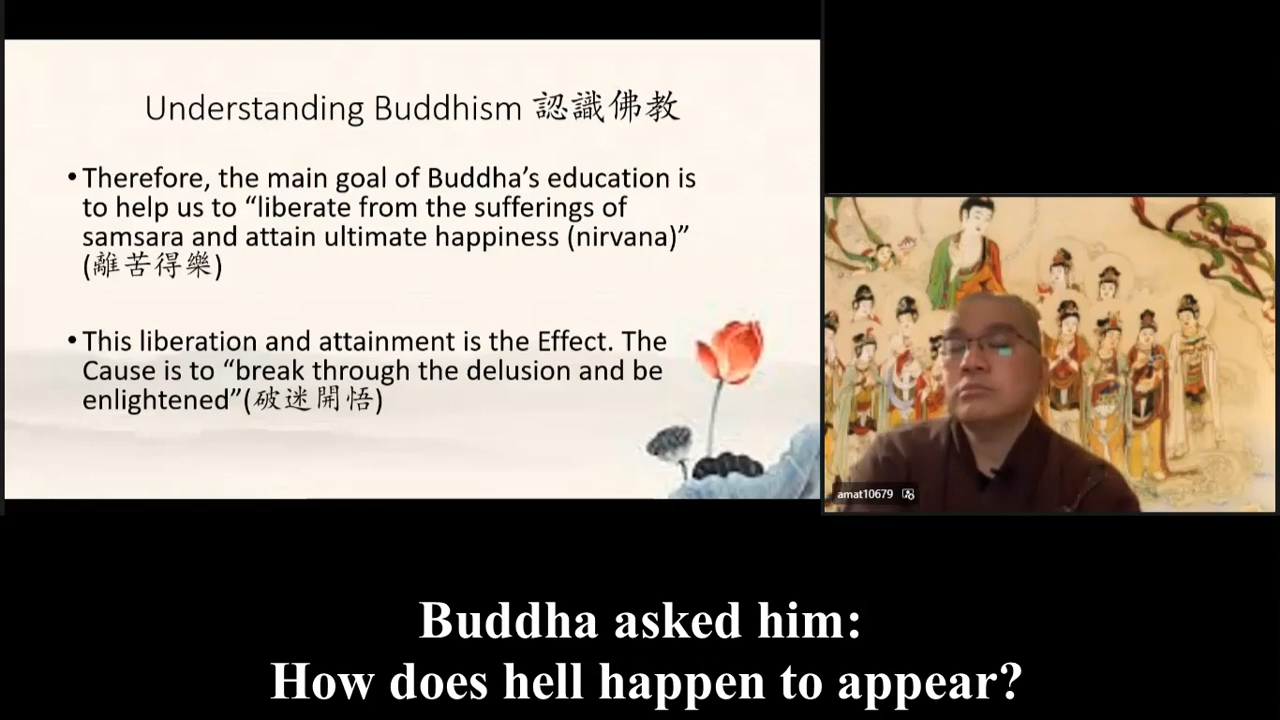 Understanding Buddhism 認識佛教
•Therefore, the main goal of Buddha’s education is
to help us to “liberate from the sufferings of
samsara and attain ultimate happiness (nirvana)”
(離苦得樂)
•This liberation and attainment is the Effect. The
Cause is to “break through the delusion and be
enlightened”(破迷開悟)
amat10679
Buddha asked him:
How does hell happen to appear?